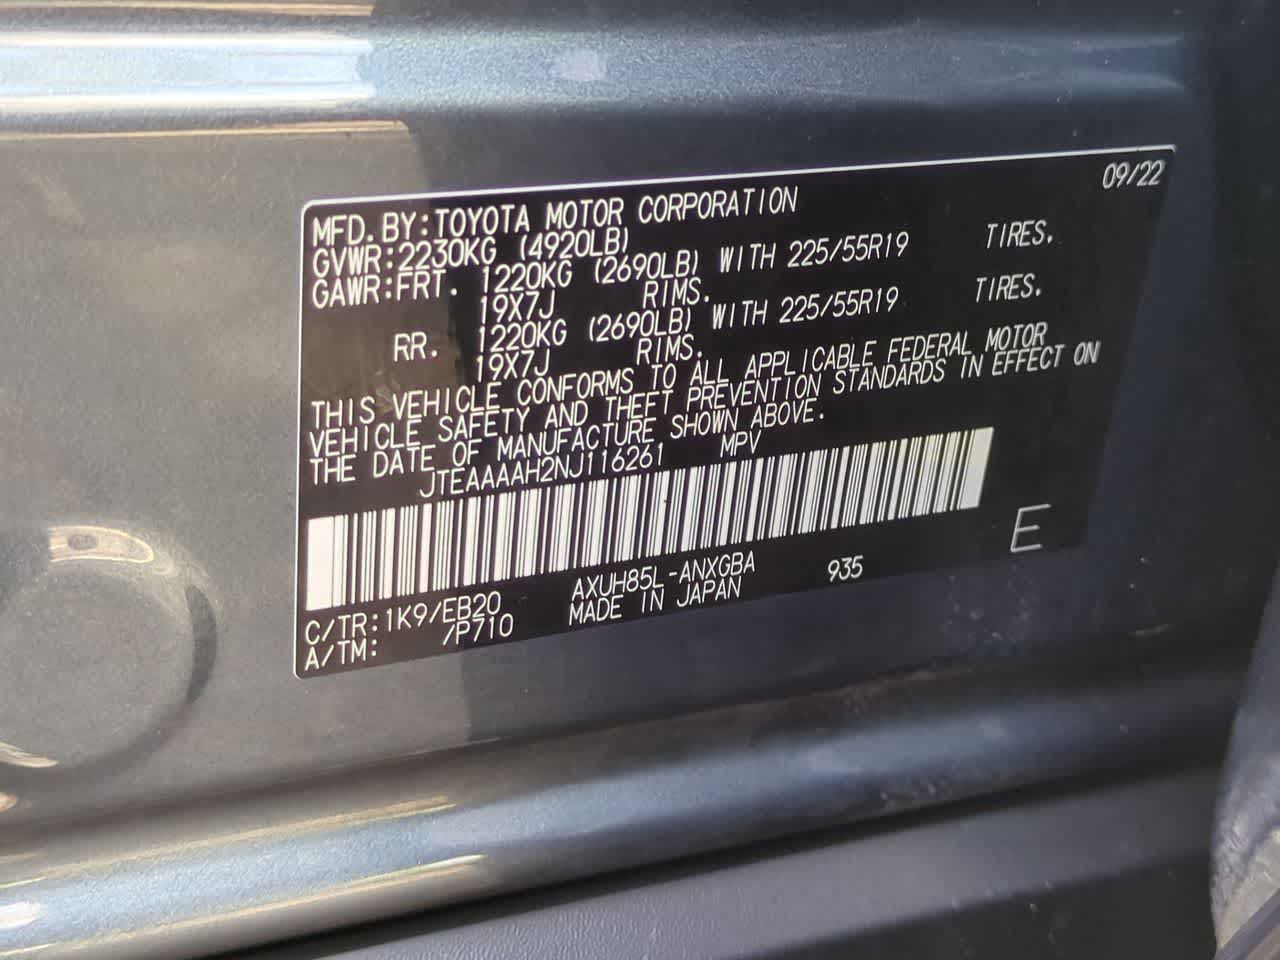 09/22
MFD.BY:TOYOTA MOTOR CORPORATION
GVWR:2230KG (4920LB)
GAWR:FRT. 1220KG (2690LB) WITH 225/55R19 TIRES.
19X7J RIMS.
RR. 1220KG (2690LB) WITH 225/55R19 TIRES.
19X7J RIMS.
THIS VEHICLE CONFORMS TO ALL APPLICABLE FEDERAL MOTOR
VEHICLE SAFETY AND THEFT PREVENTION STANDARDS IN EFFECT ON
THE DATE OF MANUFACTURE SHOWN ABOVE.
JTEAAAAH2NJ116261 MPV
E
C/TR:1K9/EB20 AXUH85L-ANXGBA 935
A/TM: /P710 MADE IN JAPAN